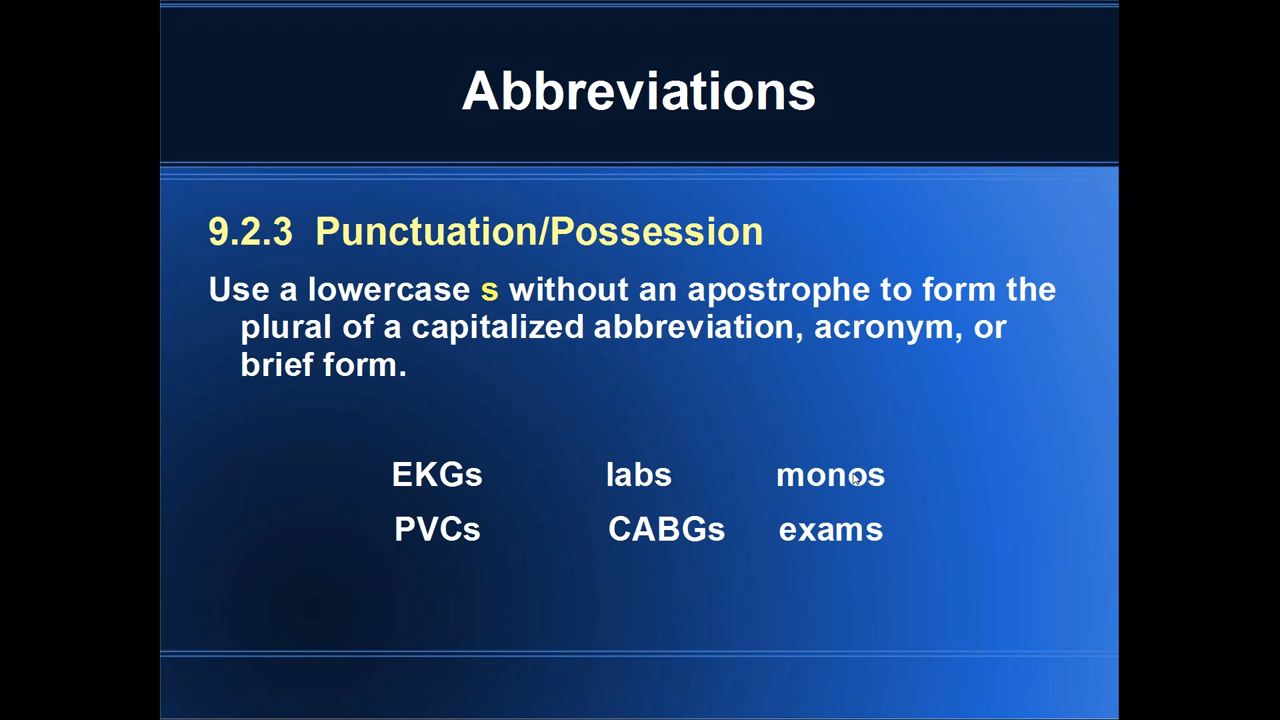 Abbreviations
9.2.3 Punctuation/Possession
Use a lowercase s without an apostrophe to form the
plural of a capitalized abbreviation, acronym, or
brief form.
EKGs labs monos
PVCs CABGs exams